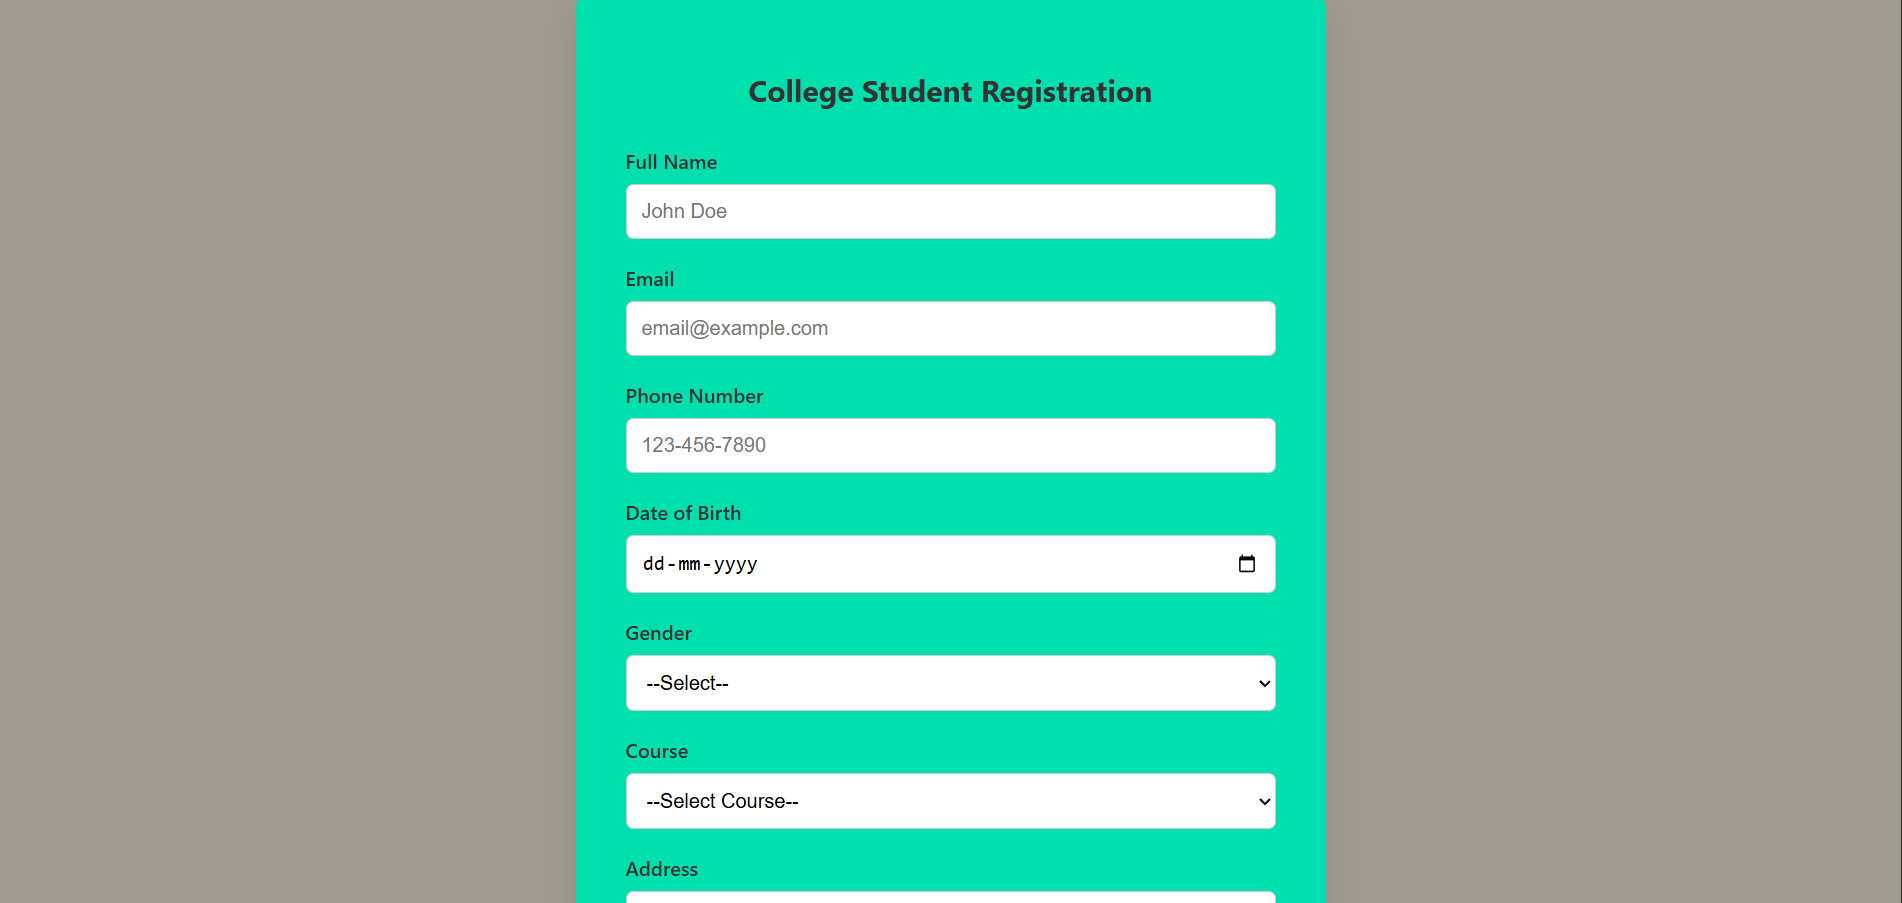 College Student Registration
Full Name
John Doe
Email
email@example.com
Phone Number
123-456-7890
Date of Birth
dd-mm-yyyy
Gender
--Select--
Course
--Select Course--
Address